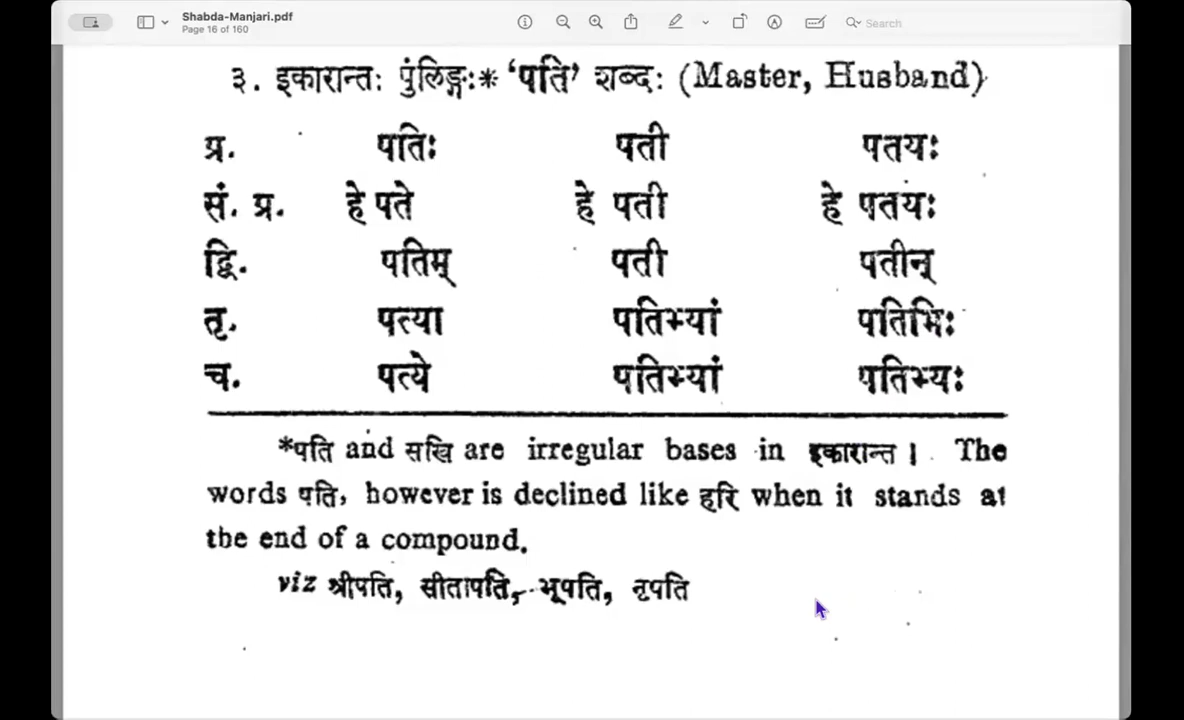 Shabda-Manjari.pdf
Page 16 of 160
Search
३. इकारान्तः पुंलिङ्गः* ‘पति’ शब्दः (Master, Husband)
प्र. पतिः पती पतयः
सं. प्र. हे पते हे पती हे पतयः
द्वि. पतिम् पती पतीन्
तृ. पत्या पतिभ्यां पतिभिः
च. पत्ये पतिभ्यां पतिभ्यः
*पति and सखि are irregular bases in इकारान्त। The
words पति, however is declined like हरि when it stands at
the end of a compound.
viz श्रीपति, सीतापति, भूपति, नृपति